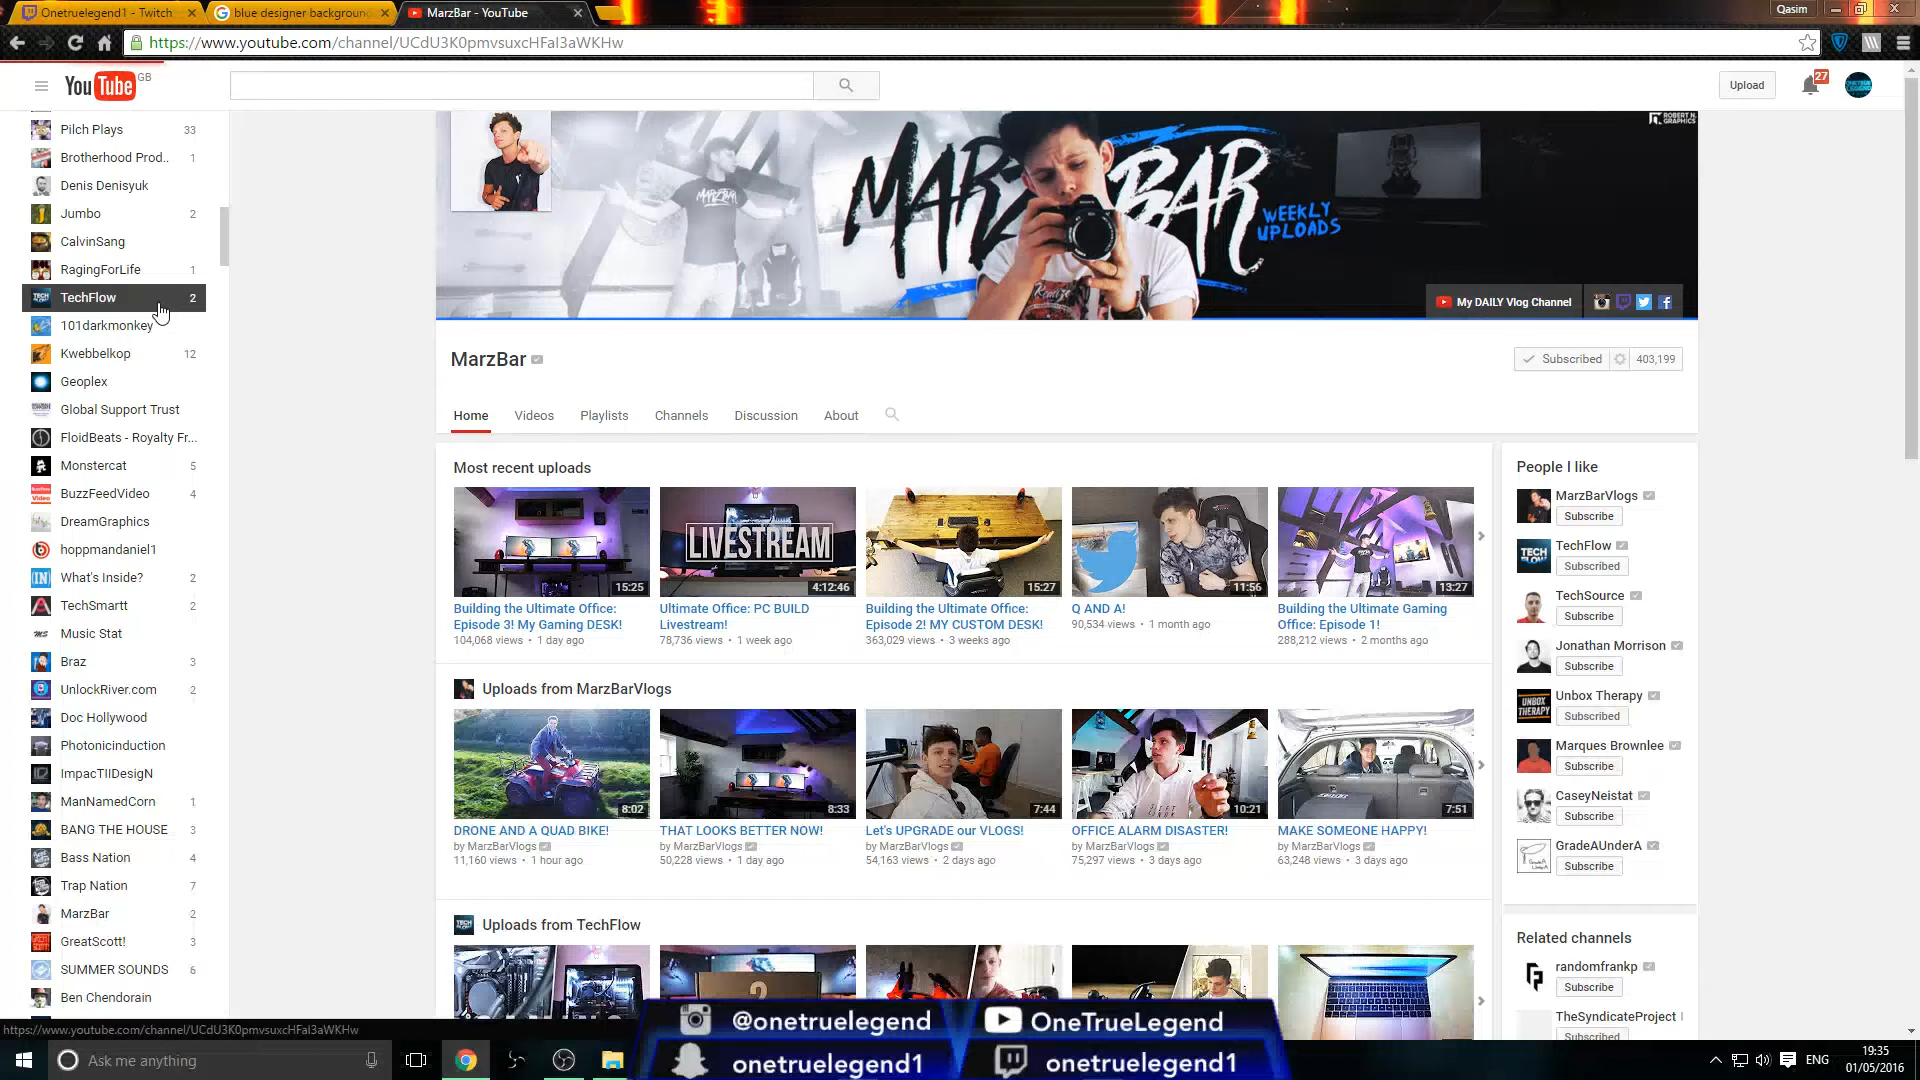 Onetruelegend1 - Twitch
blue designer background
MarzBar - YouTube
Qasim
https://www.youtube.com/channel/UCdU3K0pmvsuxcHFal3aWKHw
YouTube GB
Upload
27
Pilch Plays 33
Brotherhood Prod.. 1
Denis Denisyuk
Jumbo 2
CalvinSang
RagingForLife 1
TechFlow 2
101darkmonkey
Kwebbelkop 12
Geoplex
Global Support Trust
FloidBeats - Royalty Fr...
Monstercat 5
BuzzFeedVideo 4
DreamGraphics
hoppmandaniel1
What's Inside? 2
TechSmartt 2
Music Stat
Braz 3
UnlockRiver.com 2
Doc Hollywood
Photonicinduction
ImpacTIIDesigN
ManNamedCorn 1
BANG THE HOUSE 3
Bass Nation 4
Trap Nation 7
MarzBar 2
GreatScott! 3
SUMMER SOUNDS 6
Ben Chendorain
https://www.youtube.com/channel/UCdU3K0pmvsuxcHFal3aWKHw
ROBERT N.
GRAPHICS
MARZBAR
MARZBAR
WEEKLY
UPLOADS
My DAILY Vlog Channel
MarzBar
Subscribed 403,199
Home Videos Playlists Channels Discussion About
Most recent uploads
LIVESTREAM
15:25 4:12:46 15:27 11:56 13:27
Building the Ultimate Office:
Episode 3! My Gaming DESK!
104,068 views • 1 day ago
Ultimate Office: PC BUILD
Livestream!
78,736 views • 1 week ago
Building the Ultimate Office:
Episode 2! MY CUSTOM DESK!
363,029 views • 3 weeks ago
Q AND A!
90,534 views • 1 month ago
Building the Ultimate Gaming
Office: Episode 1!
288,212 views • 2 months ago
Uploads from MarzBarVlogs
8:02 8:33 7:44 10:21 7:51
DRONE AND A QUAD BIKE!
by MarzBarVlogs
11,160 views • 1 hour ago
THAT LOOKS BETTER NOW!
by MarzBarVlogs
50,228 views • 1 day ago
Let's UPGRADE our VLOGS!
by MarzBarVlogs
54,163 views • 2 days ago
OFFICE ALARM DISASTER!
by MarzBarVlogs
75,297 views • 3 days ago
MAKE SOMEONE HAPPY!
by MarzBarVlogs
63,248 views • 3 days ago
TECH
Uploads from TechFlow
?
People I like
MarzBarVlogs
Subscribe
TECH
FLOW
TechFlow
Subscribed
TechSource
Subscribe
Jonathan Morrison
Subscribe
UNBOX
THERAPY
Unbox Therapy
Subscribed
Marques Brownlee
Subscribe
CaseyNeistat
Subscribe
GradeAUnderA
Subscribe
Related channels
randomfrankp
Subscribe
TheSyndicateProject
Subscribe
@onetruelegend
OneTrueLegend
onetruelegend1
onetruelegend1
Ask me anything
ENG
19:35
01/05/2016